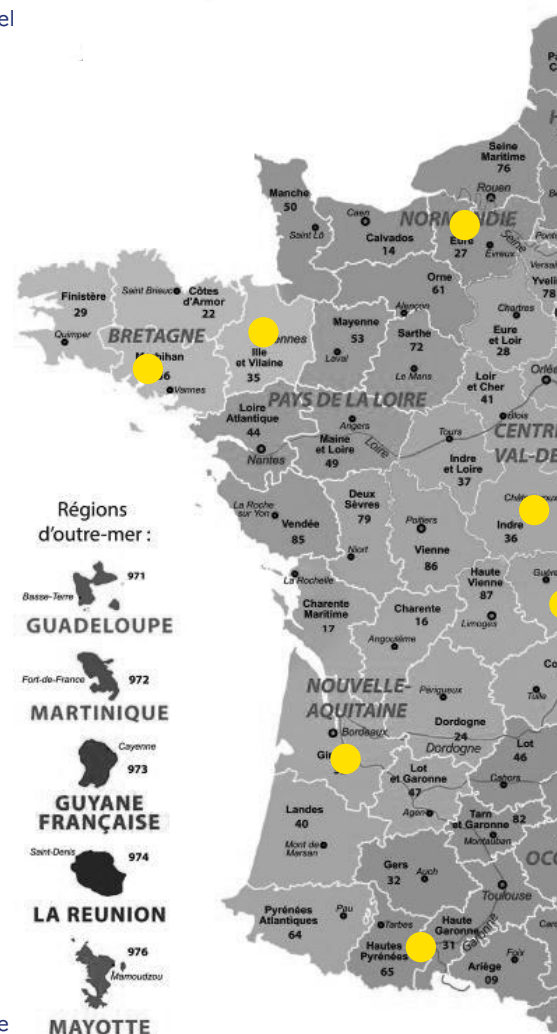 el
Seine
Maritime
76
Rouen
Manche
50
Caen
Saint Lô
Calvados
14
Eure
27
Evreux
Seine
Orne
61
Alençon
Finistère
29
Quimper
Saint Brieuc
Côtes
d'Armor
22
BRETAGNE
Vannes
Ille
et Vilaine
35
Mayenne
53
Laval
Sarthe
72
Le Mans
Chartres
Eure
et Loir
28
78
Loir
et Cher
41
Blois
PAYS DE LA LOIRE
Loire
Atlantique
44
Nantes
Angers
Maine
et Loire
49
Loire
Tours
Indre
et Loire
37
La Roche
sur Yon
Vendée
85
Deux
Sèvres
79
Niort
Poitiers
Vienne
86
Indre
36
La Rochelle
Charente
Maritime
17
Charente
16
Angoulême
Haute
Vienne
87
Limoges
NOUVELLE-
AQUITAINE
Bordeaux
Périgueux
Dordogne
24
Dordogne
Tulle
Lot
46
Cahors
Lot
et Garonne
47
Agen
Landes
40
Mont de
Marsan
Tarn
et Garonne
82
Montauban
Gers
32
Auch
Toulouse
Pyrénées
Atlantiques
64
Pau
Tarbes
Hautes
Pyrénées
65
Haute
Garonne
31
Garonne
Ariège
09
Foix
Régions
d'outre-mer :
971
Basse-Terre
GUADELOUPE
Fort-de-France
972
MARTINIQUE
Cayenne
973
GUYANE
FRANÇAISE
Saint-Denis
974
LA REUNION
976
Mamoudzou
MAYOTTE
e